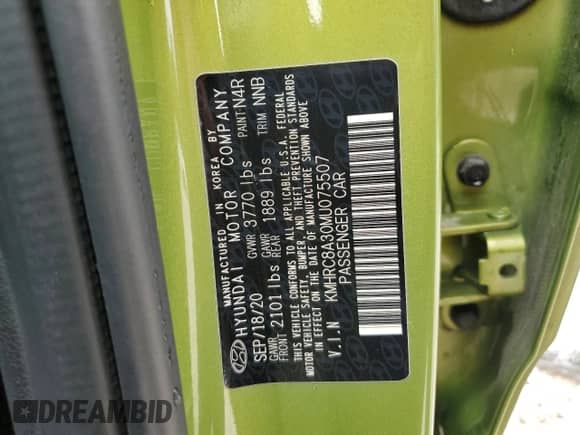 MANUFACTURED IN KOREA BY
HYUNDAI MOTOR COMPANY
SEP/18/20 GVWR 3770 lbs PAINT: N4R
GAWR FRONT 2101 lbs GAWR REAR 1889 lbs TRIM NNB
THIS VEHICLE CONFORMS TO ALL APPLICABLE U.S.A. FEDERAL
MOTOR VEHICLE SAFETY, BUMPER, AND THEFT PREVENTION STANDARDS
IN EFFECT ON THE DATE OF MANUFACTURE SHOWN ABOVE
V.I.N KMHRC8A30MU075507
PASSENGER CAR
DREAMBID